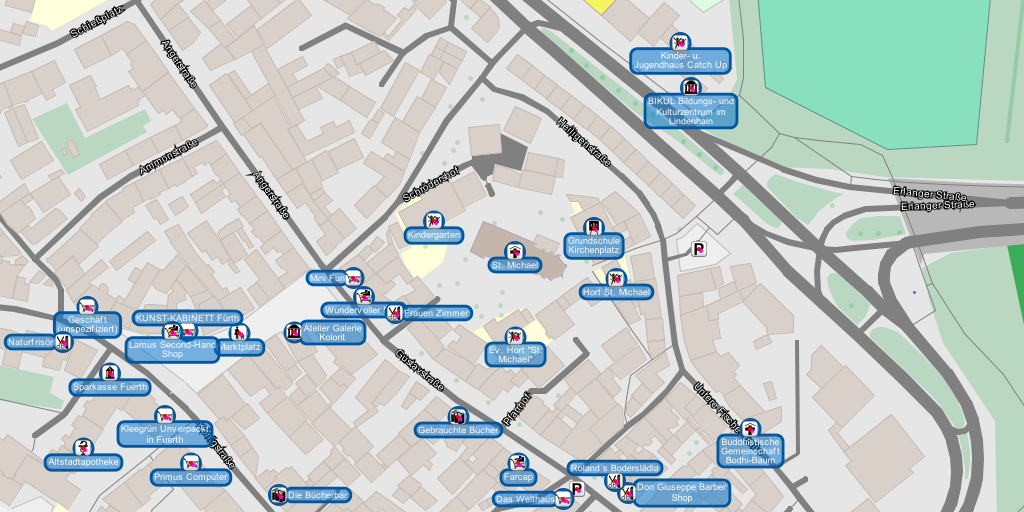 Schießplatz
Angerstraße
Kinder- u.
Jugendhaus Catch Up
BIKUL Bildungs- und
Kulturzentrum im
Lindenhain
Heiligenstraße
Ammonstraße
Angerstraße
Schrödershof
Erlanger Straße
Erlanger Straße
Kindergarten
Grundschule
Kirchenplatz
St. Michael
Mini Fun
Hort St. Michael
Wundervoller
Frauen Zimmer
KUNST KABINETT Fürth
Geschäft
(unspezifiziert)
Atelier Galerie
Kolorit
Naturfrisör
Lamus Second-Hand
Shop
Marktplatz
Ev. Hort "St.
Michael"
Gustavstraße
Sparkasse Fuerth
Pfarrhof
Untere Fische
Kleegrün Unverpackt
in Fuerth
Gebrauchte Bücher
Altstadtapotheke
Buddhistische
Gemeinschaft
Bodhi-Baum
Primus Computer
Farcap
Roland´s Boderslädla
Die Bücherbar
Das Welthaus
Don Giuseppe Barber
Shop